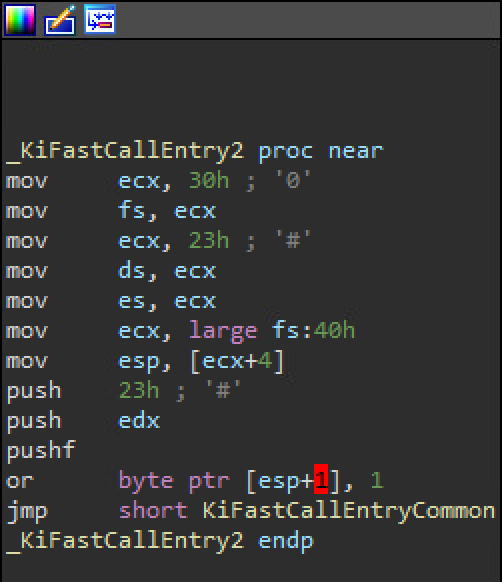 _KiFastCallEntry2 proc near
mov ecx, 30h ; '0'
mov fs, ecx
mov ecx, 23h ; '#'
mov ds, ecx
mov es, ecx
mov ecx, large fs:40h
mov esp, [ecx+4]
push 23h ; '#'
push edx
pushf
or byte ptr [esp+1], 1
jmp short KiFastCallEntryCommon
_KiFastCallEntry2 endp